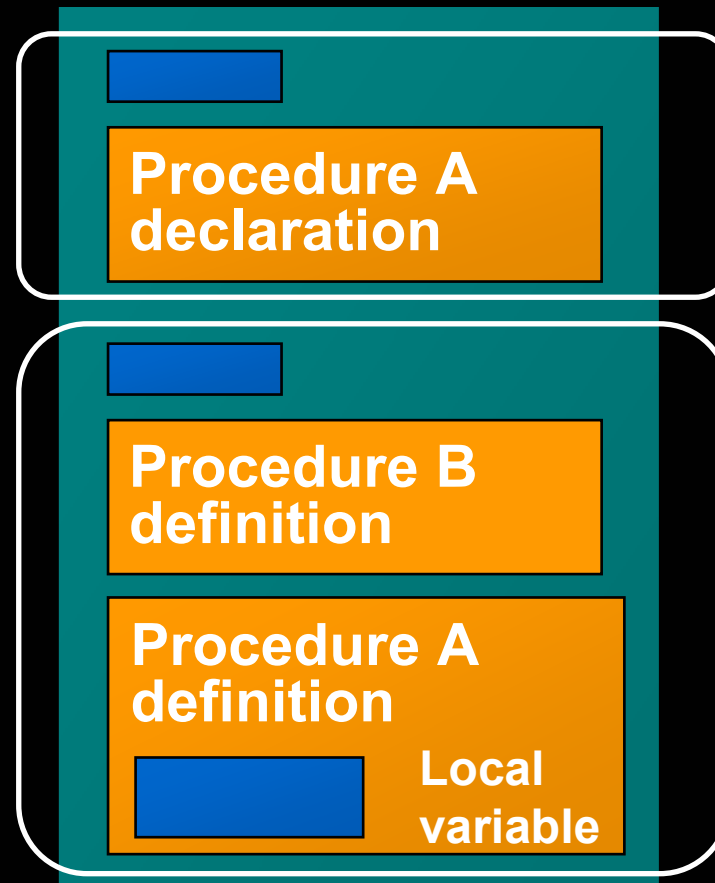 Procedure A
declaration
Procedure B
definition
Procedure A
definition
Local
variable